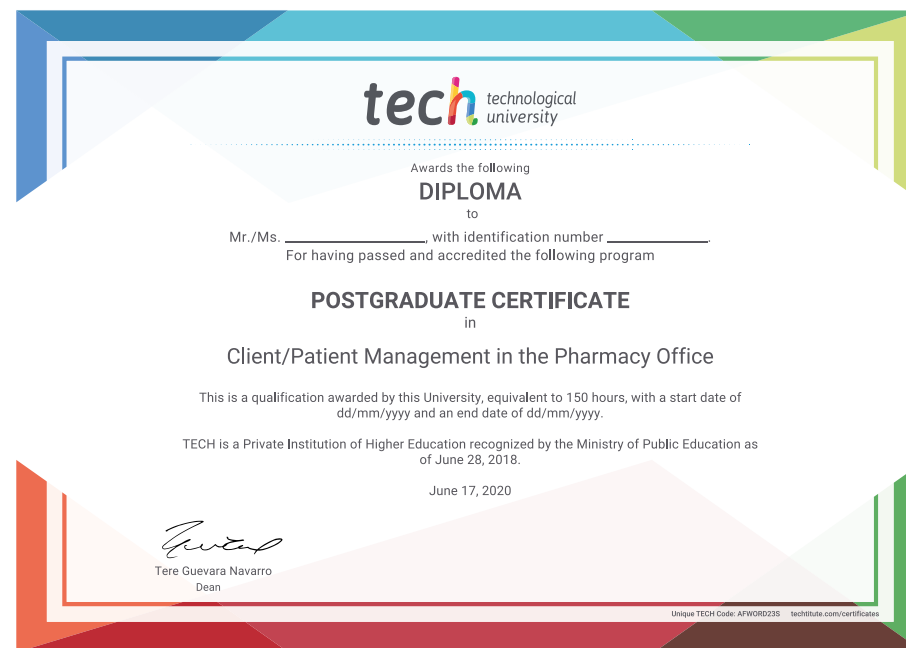 tech technological
university
Awards the following
DIPLOMA
to
Mr./Ms. ____________________, with identification number ______________.
For having passed and accredited the following program
POSTGRADUATE CERTIFICATE
in
Client/Patient Management in the Pharmacy Office
This is a qualification awarded by this University, equivalent to 150 hours, with a start date of
dd/mm/yyyy and an end date of dd/mm/yyyy.
TECH is a Private Institution of Higher Education recognized by the Ministry of Public Education as
of June 28, 2018.
June 17, 2020
Tere Guevara Navarro
Dean
Unique TECH Code: AFWORD23S techtitute.com/certificates